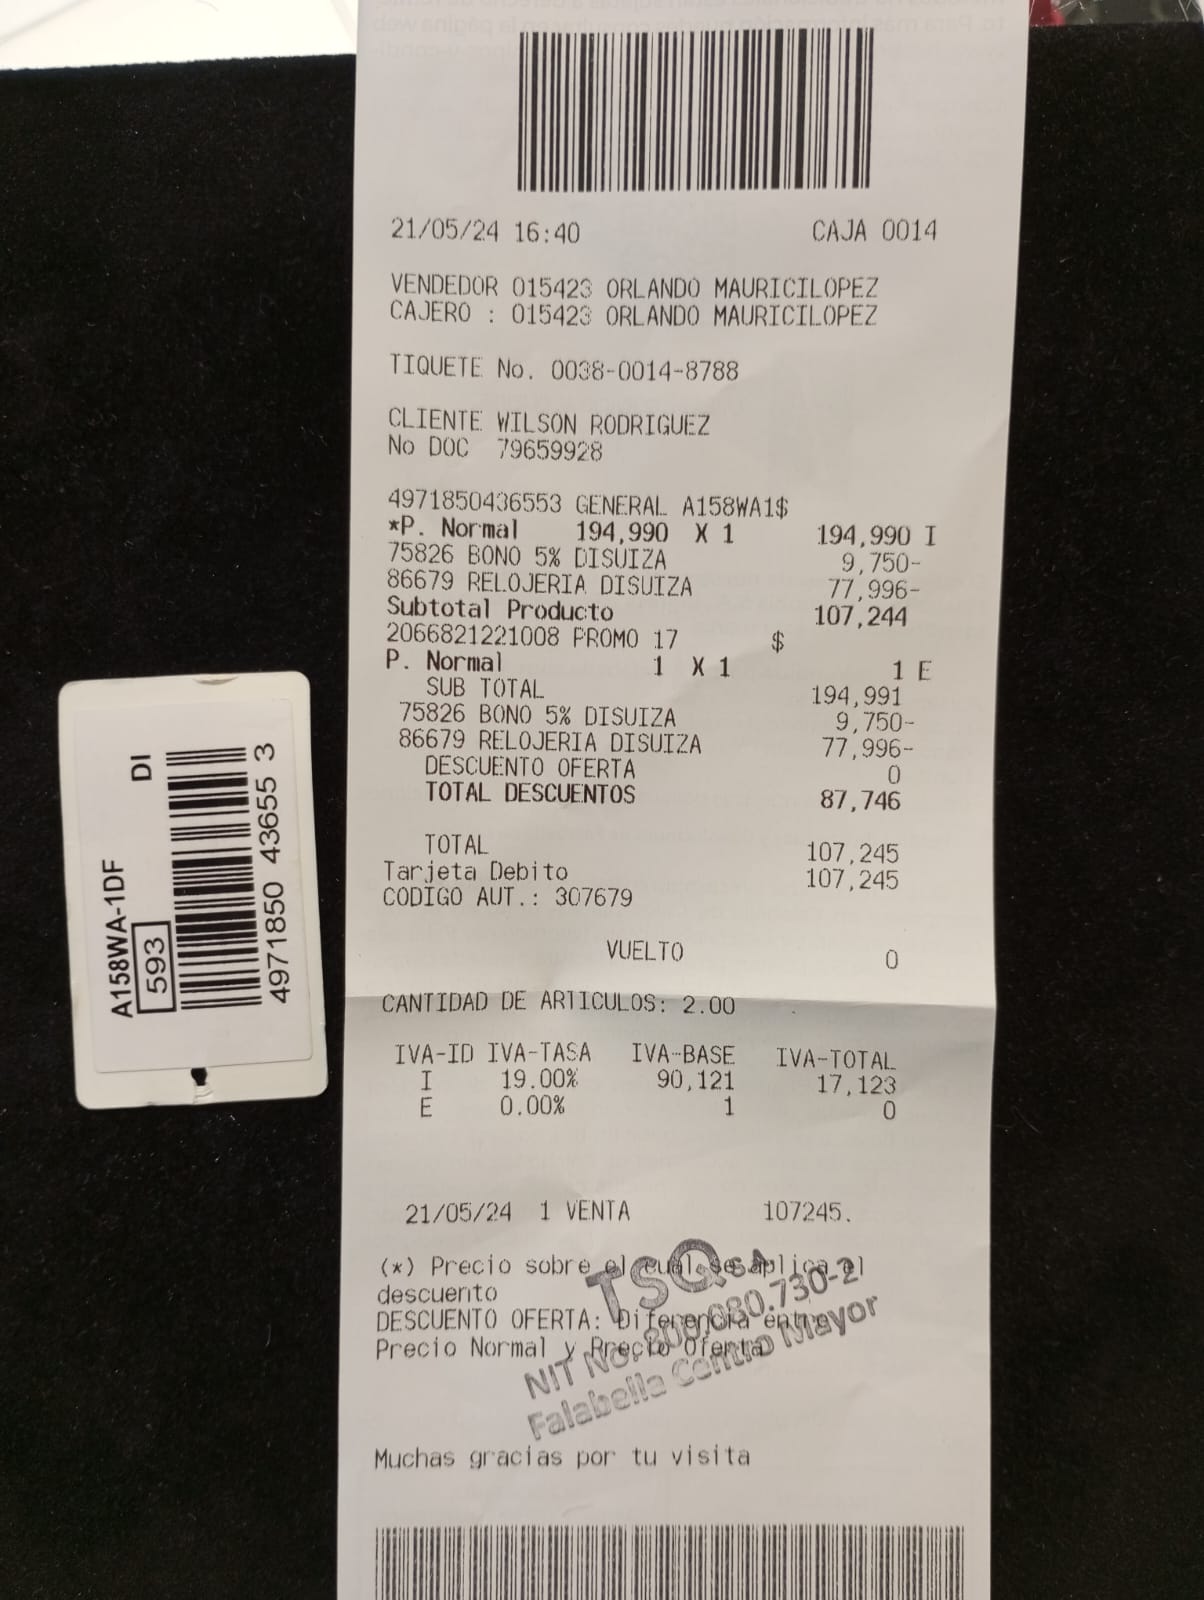 21/05/24 16:40 CAJA 0014
VENDEDOR 015423 ORLANDO MAURICILOPEZ
CAJERO : 015423 ORLANDO MAURICILOPEZ
TIQUETE No. 0038-0014-8788
CLIENTE WILSON RODRIGUEZ
No DOC 79659928
4971850436553 GENERAL A158WA1$
*P. Normal 194,990 X 1 194,990 I
75826 BONO 5% DISUIZA 9,750-
86679 RELOJERIA DISUIZA 77,996-
Subtotal Producto 107,244
2066821221008 PROMO 17 $
P. Normal 1 X 1 1 E
SUB TOTAL 194,991
75826 BONO 5% DISUIZA 9,750-
86679 RELOJERIA DISUIZA 77,996-
DESCUENTO OFERTA 0
TOTAL DESCUENTOS 87,746
TOTAL 107,245
Tarjeta Debito 107,245
CODIGO AUT.: 307679
VUELTO 0
CANTIDAD DE ARTICULOS: 2.00
IVA-ID IVA-TASA IVA-BASE IVA-TOTAL
I 19.00% 90,121 17,123
E 0.00% 1 0
21/05/24 1 VENTA 107245.
(*) Precio sobre el cual se aplica el
descuento
DESCUENTO OFERTA: Diferencia entre
Precio Normal y Precio Oferta
TSQ SA
NIT No. 800.080.730-2
Falabella Centro Mayor
Muchas gracias por tu visita
A158WA-1DF DI
593
4971850 43655 3